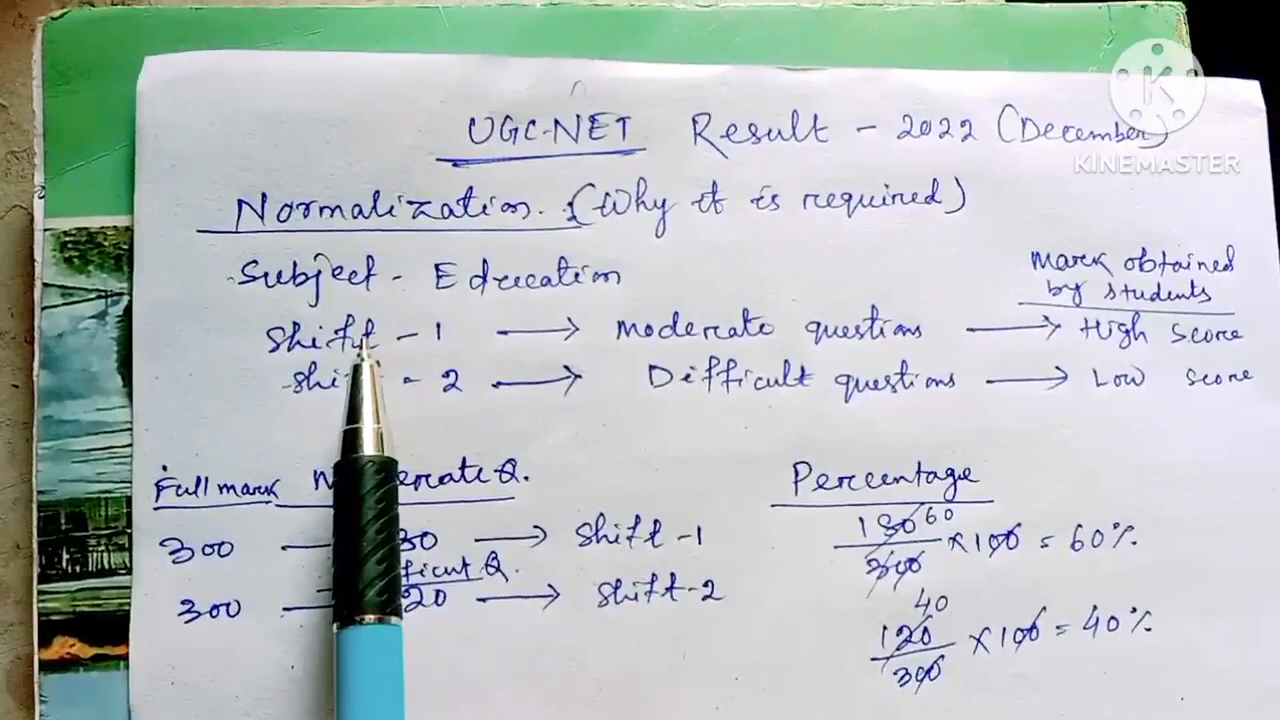 UGC-NET Result - 2022 (December)
KINEMASTER
Normalization. (Why it is required)
Subject - Education
mark obtained
by students
Shift - 1 → moderate questions → High Score
- 2 → Difficult questions → Low Score
Full mark
Percentage
300 — 30 → Shift - 1
180 60
300 × 100 = 60%
300 — 20 → Shift - 2
40
120
300 × 100 = 40%